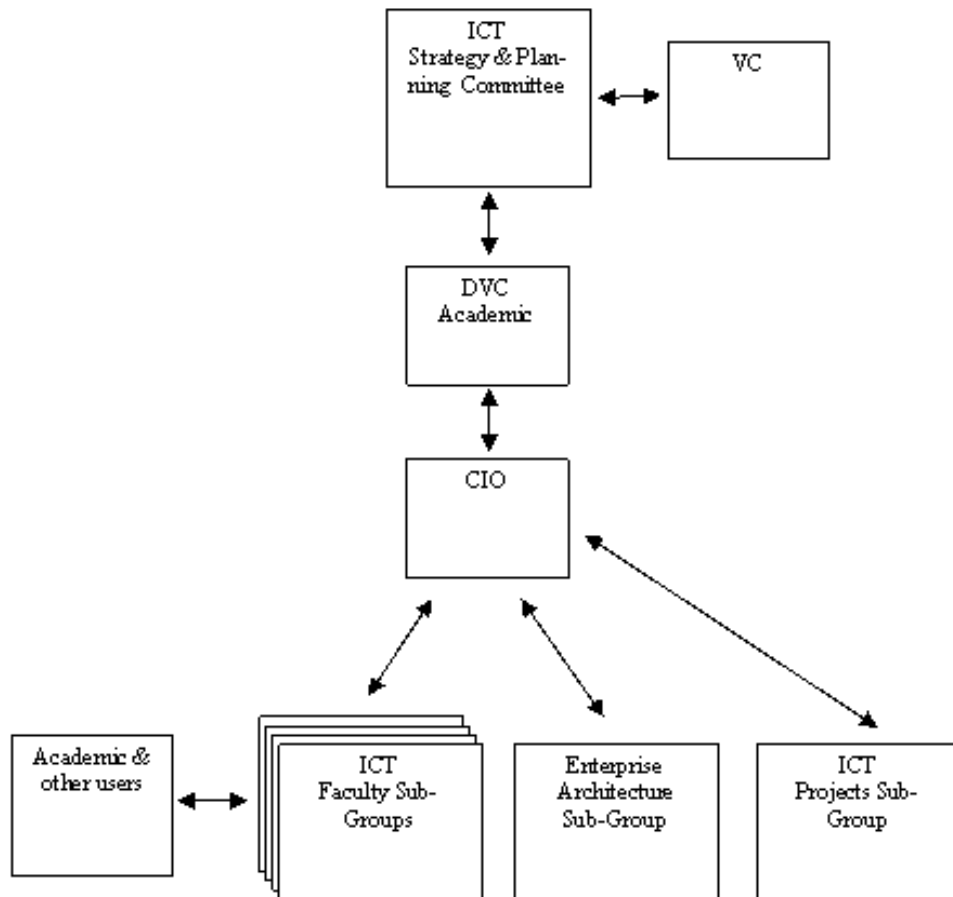 ICT
Strategy & Plan-
ning Committee
VC
DVC
Academic
CIO
Academic &
other users
ICT
Faculty Sub-
Groups
Enterprise
Architecture
Sub-Group
ICT
Projects Sub-
Group